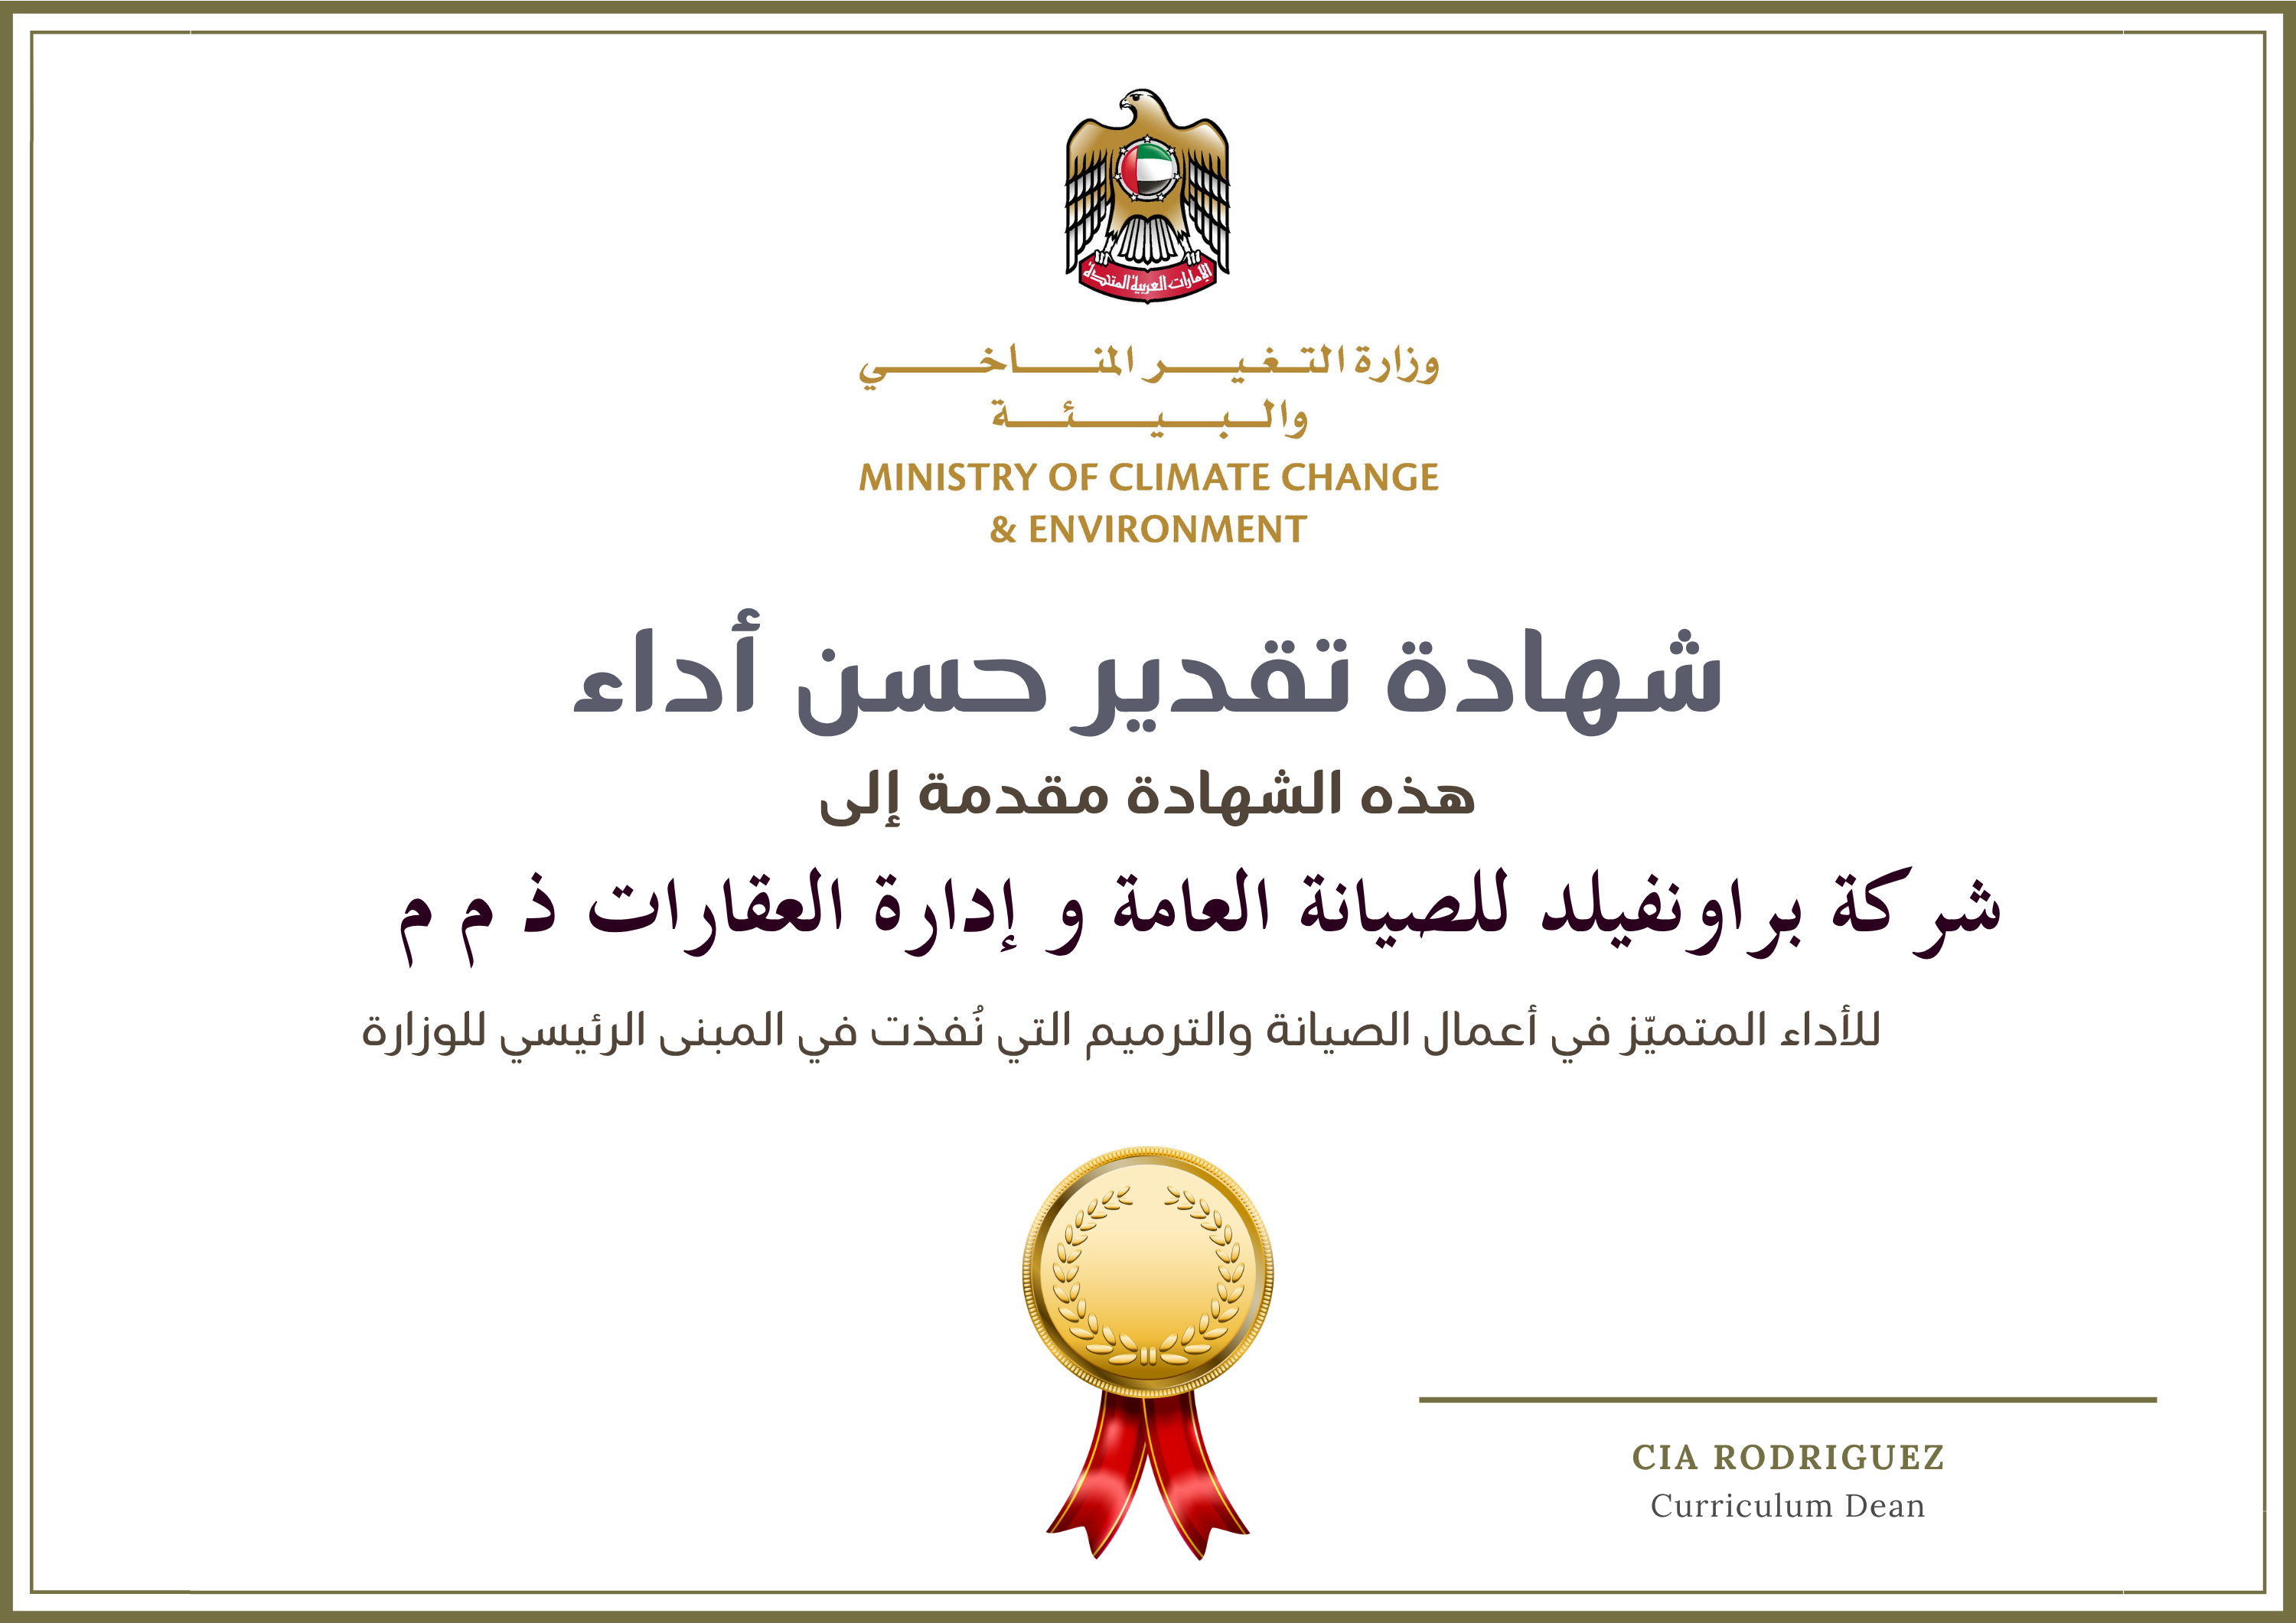 الإمارات العربية المتحدة
وزارة التغير المناخي
والبيئة
MINISTRY OF CLIMATE CHANGE
& ENVIRONMENT
شهادة تقدير حسن أداء
هذه الشهادة مقدمة إلى
شركة براونفيلد للصيانة العامة و إدارة العقارات ذ م م
للأداء المتميّز في أعمال الصيانة والترميم التي نُفذت في المبنى الرئيسي للوزارة
CIA RODRIGUEZ
Curriculum Dean